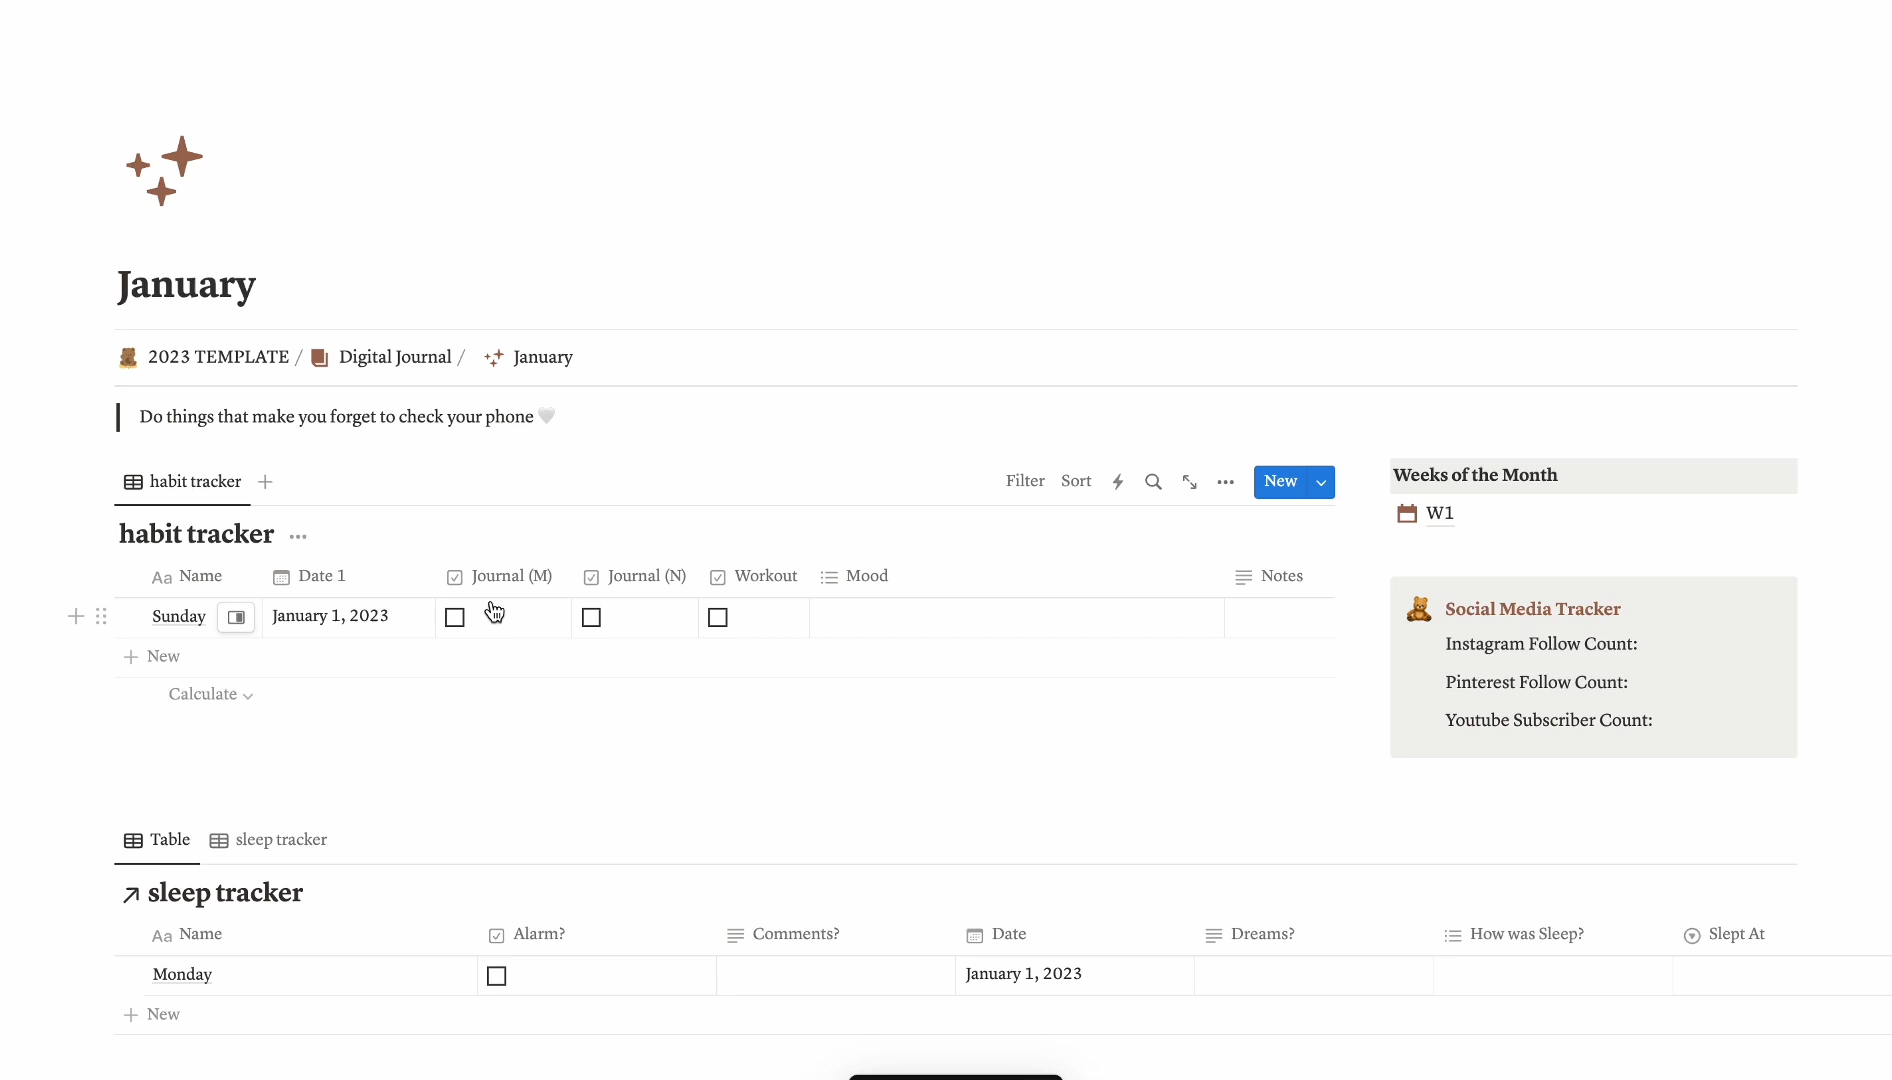 January
2023 TEMPLATE / Digital Journal / January
Do things that make you forget to check your phone🤍
habit tracker
Filter Sort New
habit tracker
Aa Name Date 1 Journal (M) Journal (N) Workout Mood Notes
Sunday January 1, 2023
+ New
Calculate
Weeks of the Month
W1
Social Media Tracker
Instagram Follow Count:
Pinterest Follow Count:
Youtube Subscriber Count:
Table sleep tracker
sleep tracker
Aa Name Alarm? Comments? Date Dreams? How was Sleep? Slept At
Monday January 1, 2023
+ New